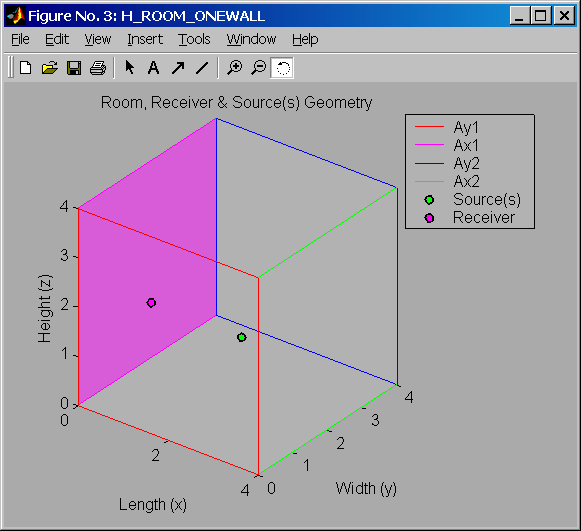 Figure No. 3: H_ROOM_ONEWALL
File Edit View Insert Tools Window Help
A
Room, Receiver & Source(s) Geometry
Ay1
Ax1
Ay2
Ax2
Source(s)
Receiver
4
3
2
1
0
Height (z)
0
2
4
Length (x)
0
1
2
3
4
Width (y)